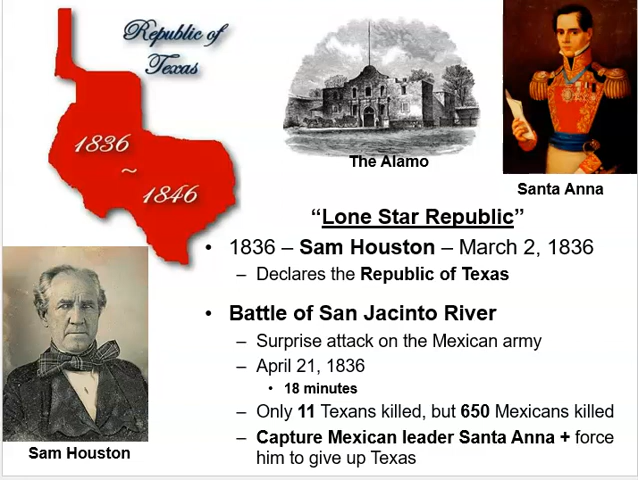 Republic of
Texas
1836
~
1846
The Alamo
Santa Anna
“Lone Star Republic”
• 1836 – Sam Houston – March 2, 1836
– Declares the Republic of Texas
• Battle of San Jacinto River
– Surprise attack on the Mexican army
– April 21, 1836
• 18 minutes
– Only 11 Texans killed, but 650 Mexicans killed
– Capture Mexican leader Santa Anna + force
him to give up Texas
Sam Houston